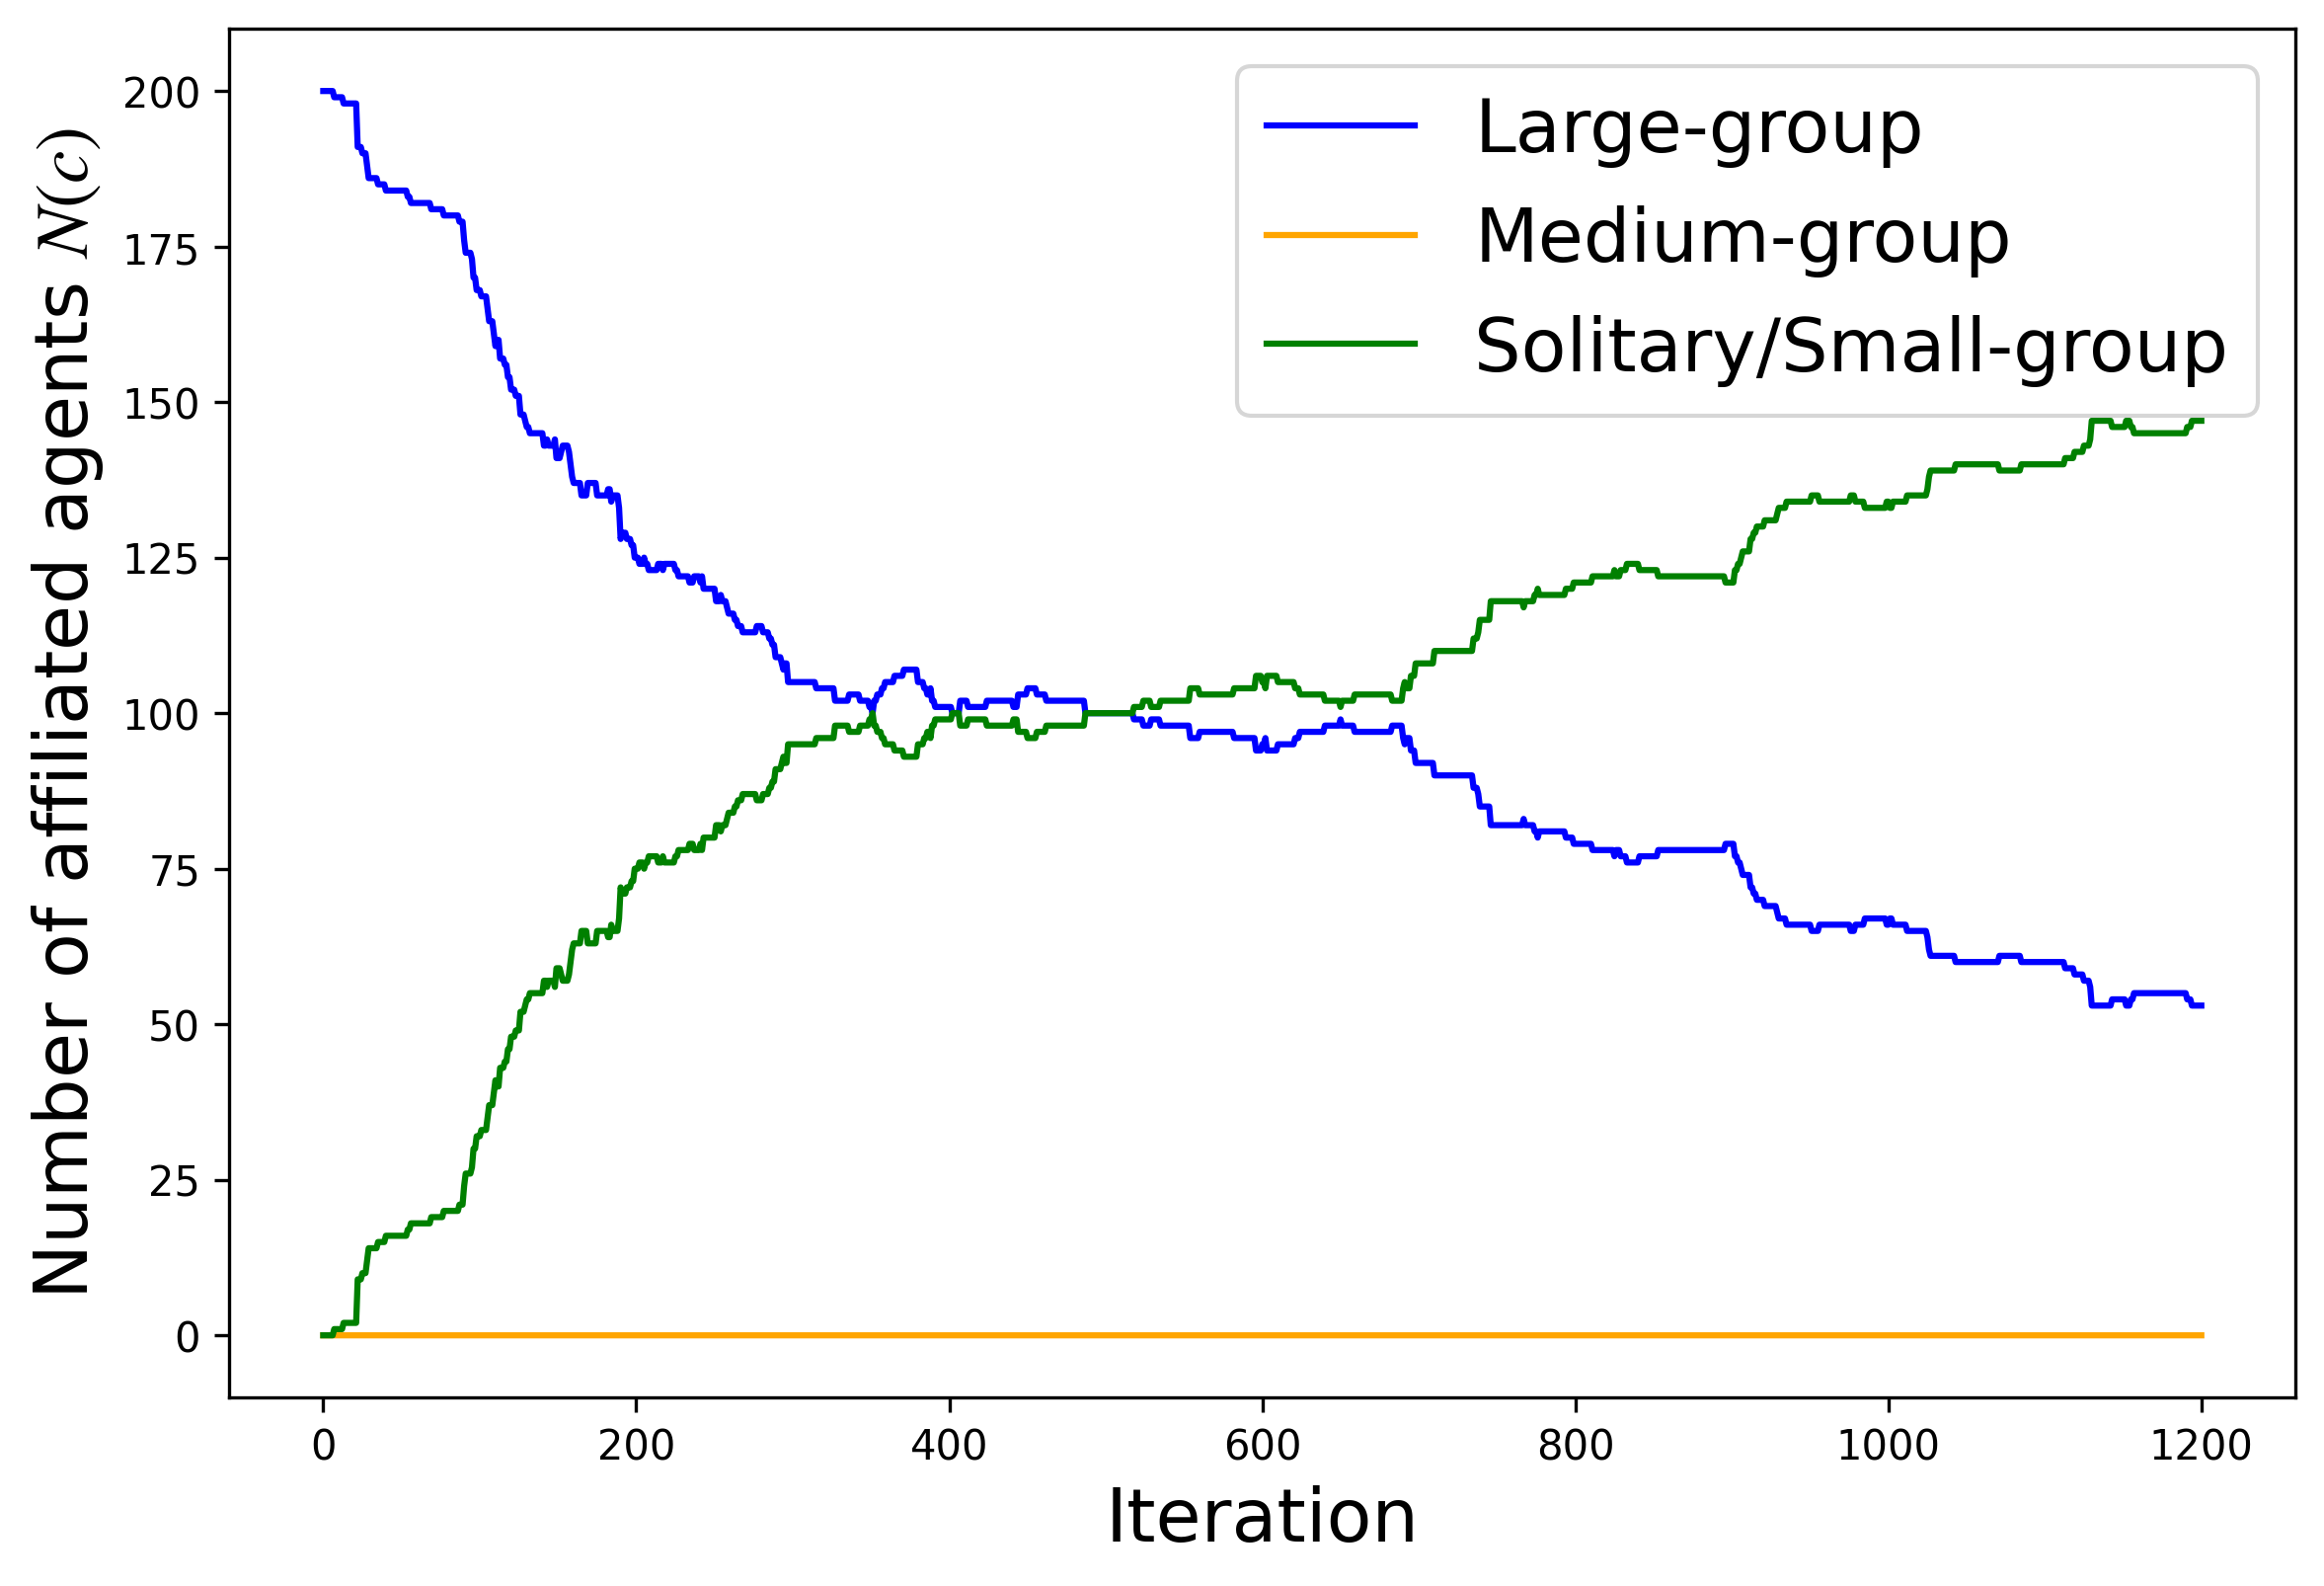 Number of affiliated agents N(c)
200
175
150
125
100
75
50
25
0
Large-group
Medium-group
Solitary/Small-group
0 200 400 600 800 1000 1200
Iteration